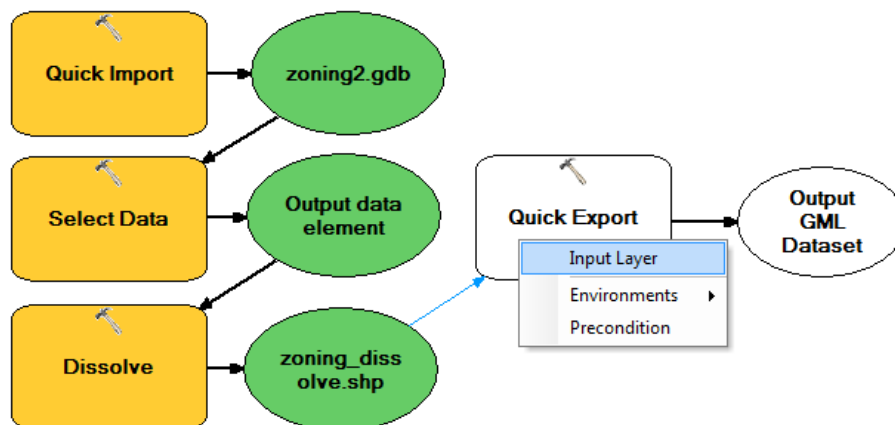 Quick Import
zoning2.gdb
Select Data
Output data
element
Quick Export
Output
GML
Dataset
Input Layer
Environments
Precondition
Dissolve
zoning_diss
olve.shp